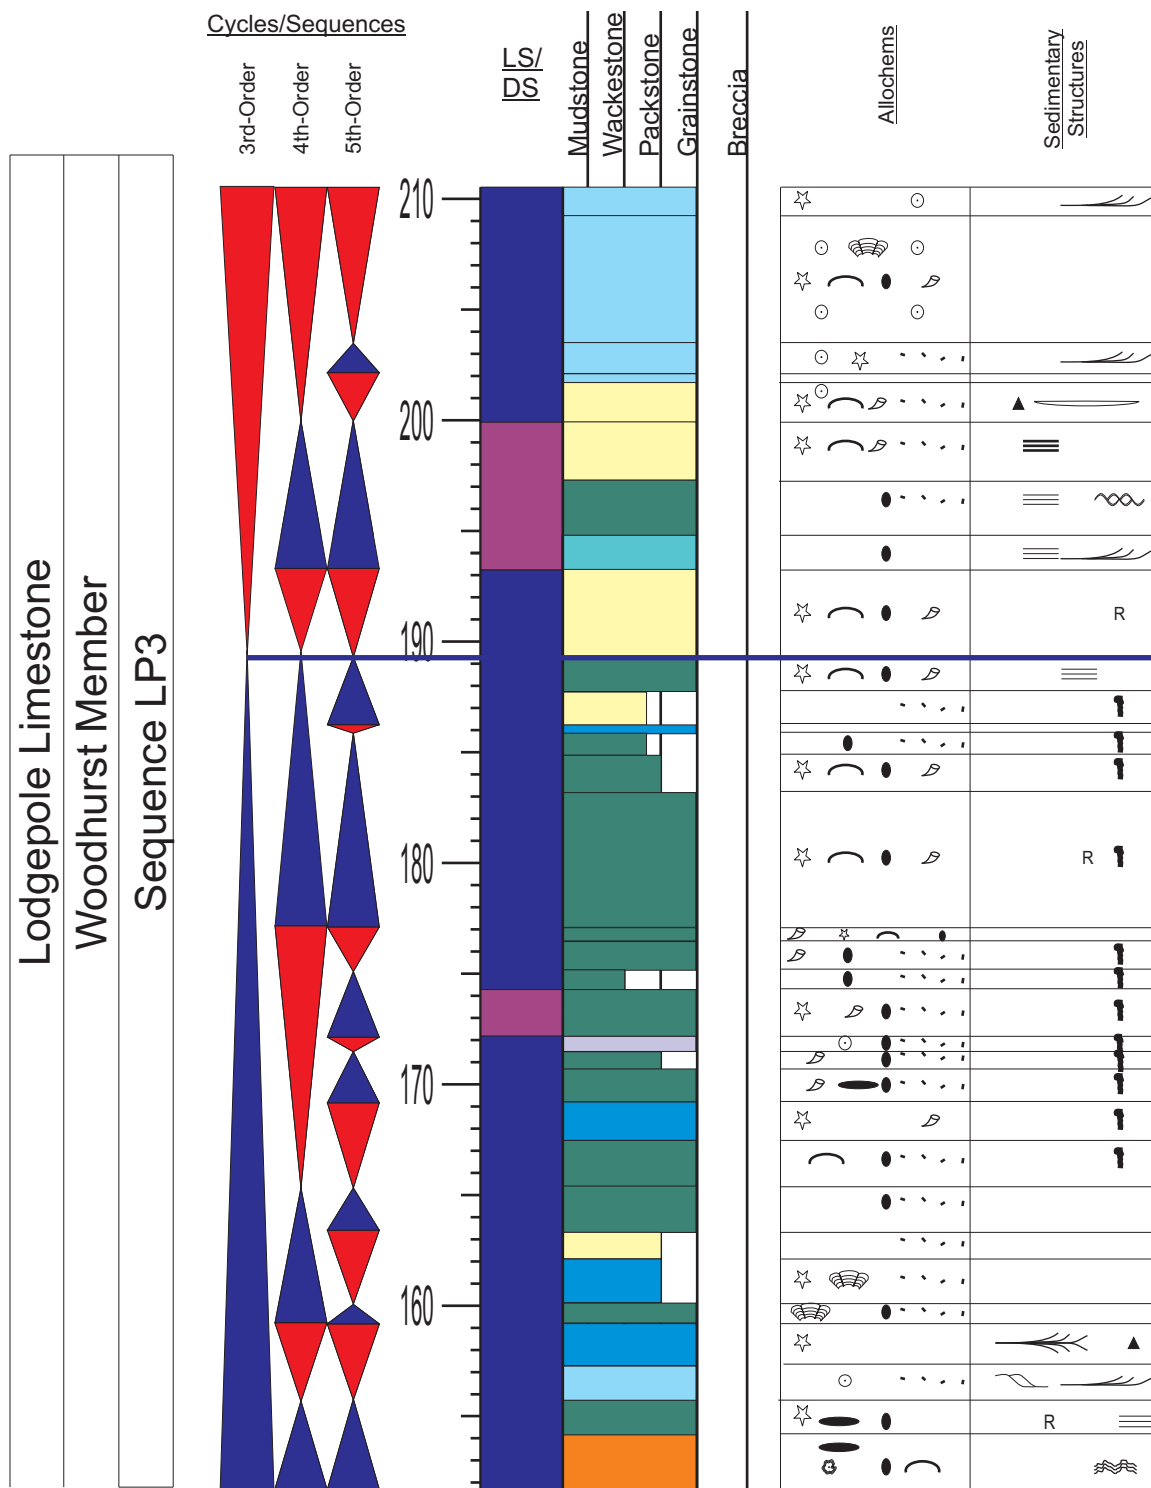 Cycles/Sequences
3rd-Order
4th-Order
5th-Order
LS/
DS
Mudstone
Wackestone
Packstone
Grainstone
Breccia
Allochems
Sedimentary
Structures
Lodgepole Limestone
Woodhurst Member
Sequence LP3
210
200
190
R
180
R
170
160
R